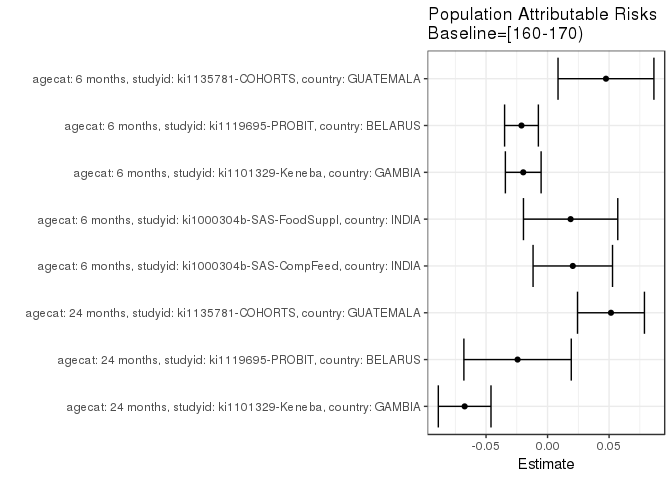 Population Attributable Risks
Baseline=[160-170)
agecat: 6 months, studyid: ki1135781-COHORTS, country: GUATEMALA
agecat: 6 months, studyid: ki1119695-PROBIT, country: BELARUS
agecat: 6 months, studyid: ki1101329-Keneba, country: GAMBIA
agecat: 6 months, studyid: ki1000304b-SAS-FoodSuppl, country: INDIA
agecat: 6 months, studyid: ki1000304b-SAS-CompFeed, country: INDIA
agecat: 24 months, studyid: ki1135781-COHORTS, country: GUATEMALA
agecat: 24 months, studyid: ki1119695-PROBIT, country: BELARUS
agecat: 24 months, studyid: ki1101329-Keneba, country: GAMBIA
-0.05 0.00 0.05
Estimate